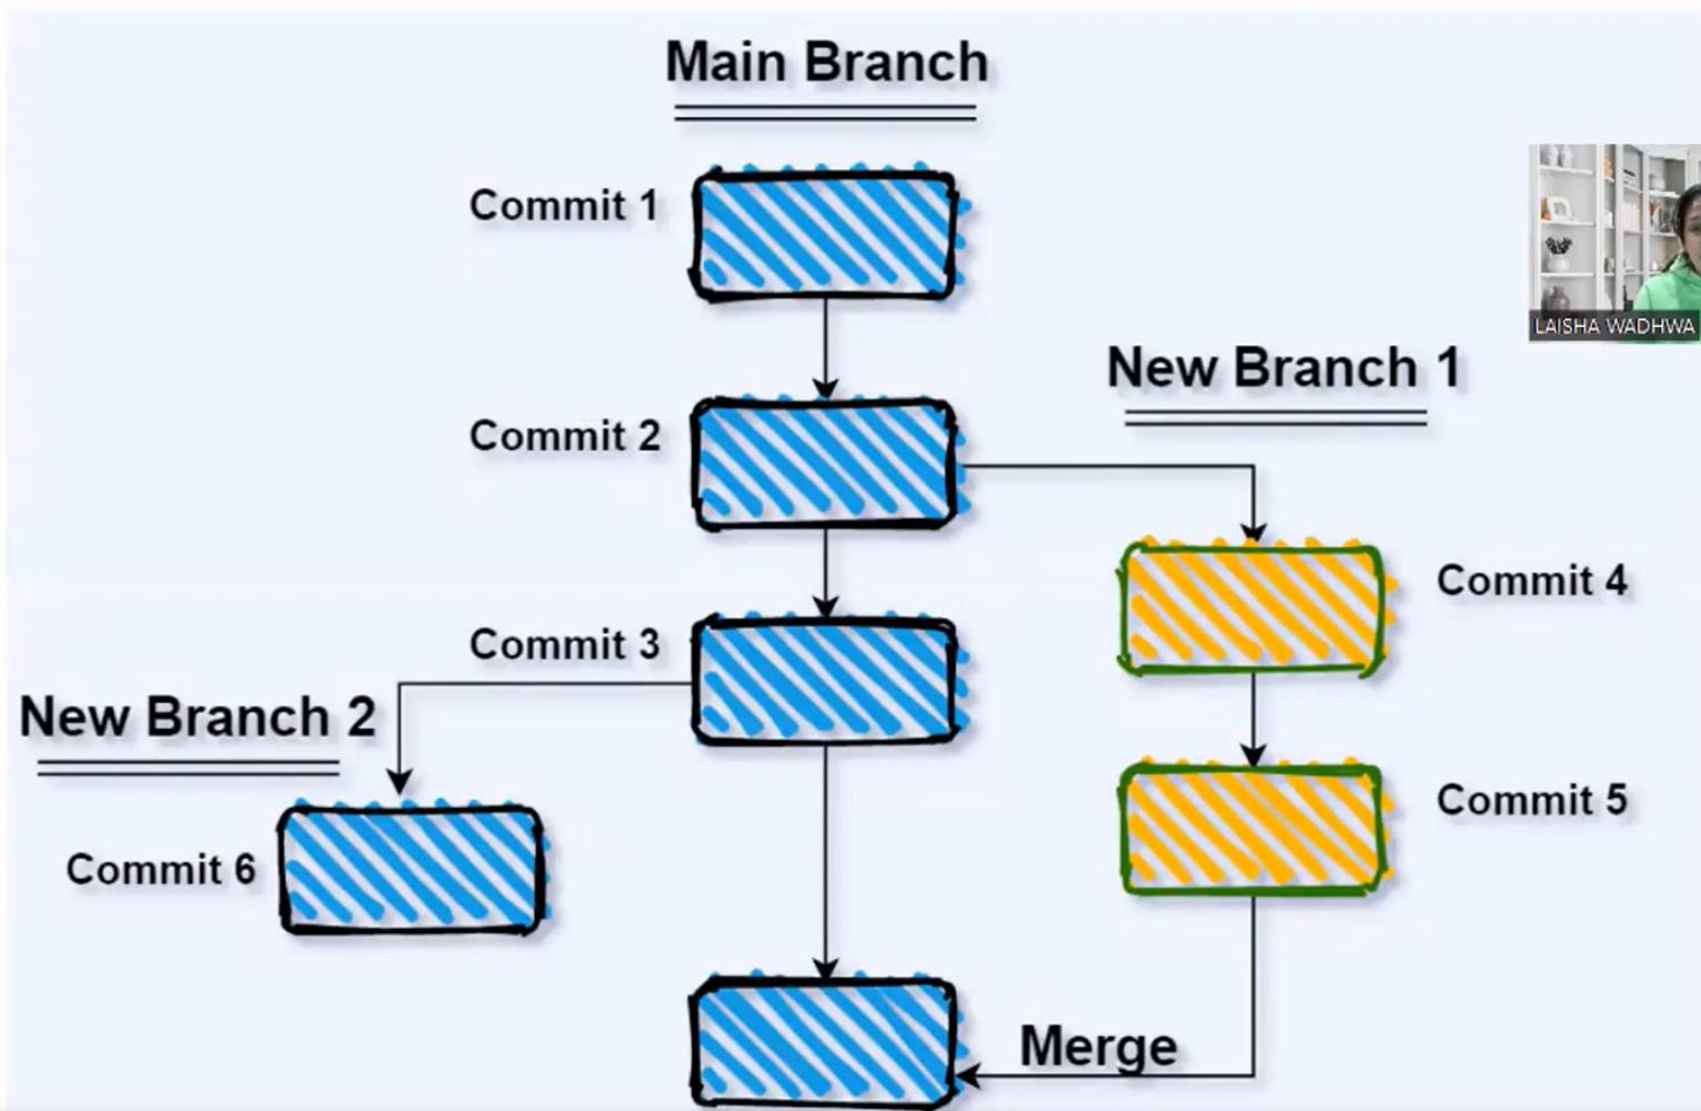 Main Branch
Commit 1
LAISHA WADHWA
New Branch 1
Commit 2
Commit 4
Commit 3
New Branch 2
Commit 5
Commit 6
Merge